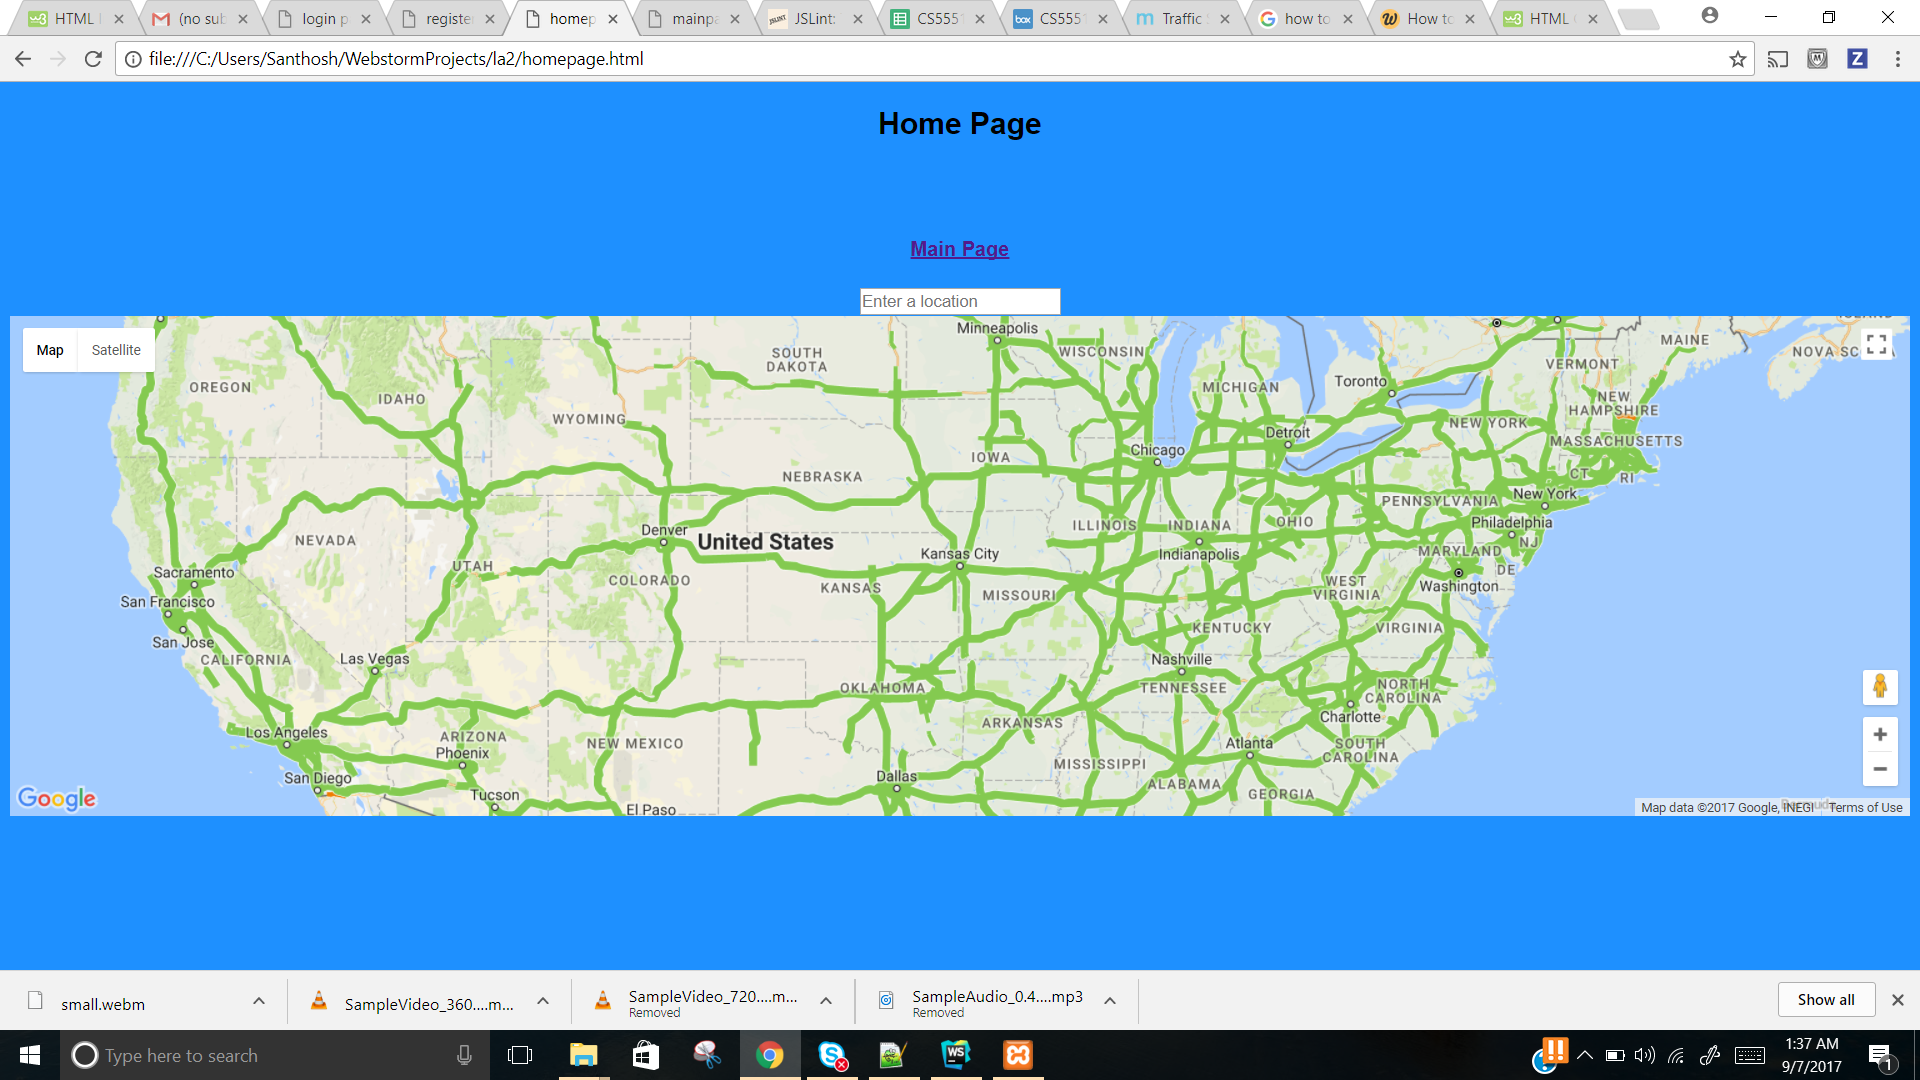 HTML
(no sub
login p
register
homep
mainpa
JSLint:
CS5551
CS5551
Traffic
how to
How to
HTML
file:///C:/Users/Santhosh/WebstormProjects/la2/homepage.html
Home Page
Main Page
Enter a location
Map
Satellite
Minneapolis
WISCONSIN
SOUTH
DAKOTA
MAINE
NOVA SC
VERMONT
OREGON
IDAHO
MICHIGAN
Toronto
NEW
HAMPSHIRE
WYOMING
NEW YORK
Detroit
MASSACHUSETTS
Chicago
IOWA
NEBRASKA
CT
RI
PENNSYLVANIA
New York
ILLINOIS
INDIANA
OHIO
Philadelphia
Denver
United States
NEVADA
NJ
Kansas City
Indianapolis
MARYLAND
UTAH
DE
Sacramento
COLORADO
KANSAS
MISSOURI
WEST
VIRGINIA
Washington
San Francisco
KENTUCKY
VIRGINIA
San Jose
CALIFORNIA
Las Vegas
Nashville
OKLAHOMA
TENNESSEE
NORTH
CAROLINA
ARKANSAS
Charlotte
Los Angeles
ARIZONA
NEW MEXICO
Atlanta
SOUTH
CAROLINA
Phoenix
MISSISSIPPI
San Diego
Dallas
ALABAMA
GEORGIA
Tucson
El Paso
Google
Map data ©2017 Google, INEGI
Terms of Use
small.webm
SampleVideo_360....m...
SampleVideo_720....m...
Removed
SampleAudio_0.4....mp3
Removed
Show all
Type here to search
WS
1:37 AM
9/7/2017
1